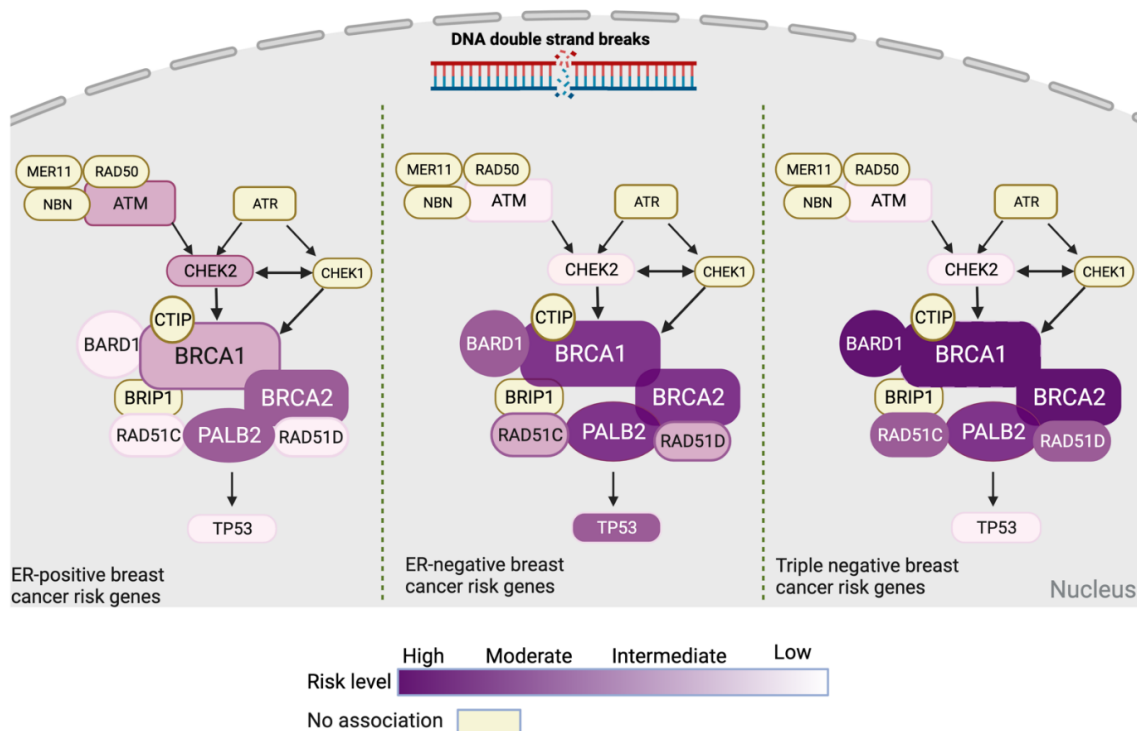 DNA double strand breaks
MER11
RAD50
NBN
ATM
ATR
CHEK2
CHEK1
CTIP
BARD1
BRCA1
BRIP1
BRCA2
RAD51C
PALB2
RAD51D
TP53
ER-positive breast
cancer risk genes
MER11
RAD50
NBN
ATM
ATR
CHEK2
CHEK1
CTIP
BARD1
BRCA1
BRIP1
BRCA2
RAD51C
PALB2
RAD51D
TP53
ER-negative breast
cancer risk genes
MER11
RAD50
NBN
ATM
ATR
CHEK2
CHEK1
CTIP
BARD1
BRCA1
BRIP1
BRCA2
RAD51C
PALB2
RAD51D
TP53
Triple negative breast
cancer risk genes
Nucleus
High Moderate Intermediate Low
Risk level
No association